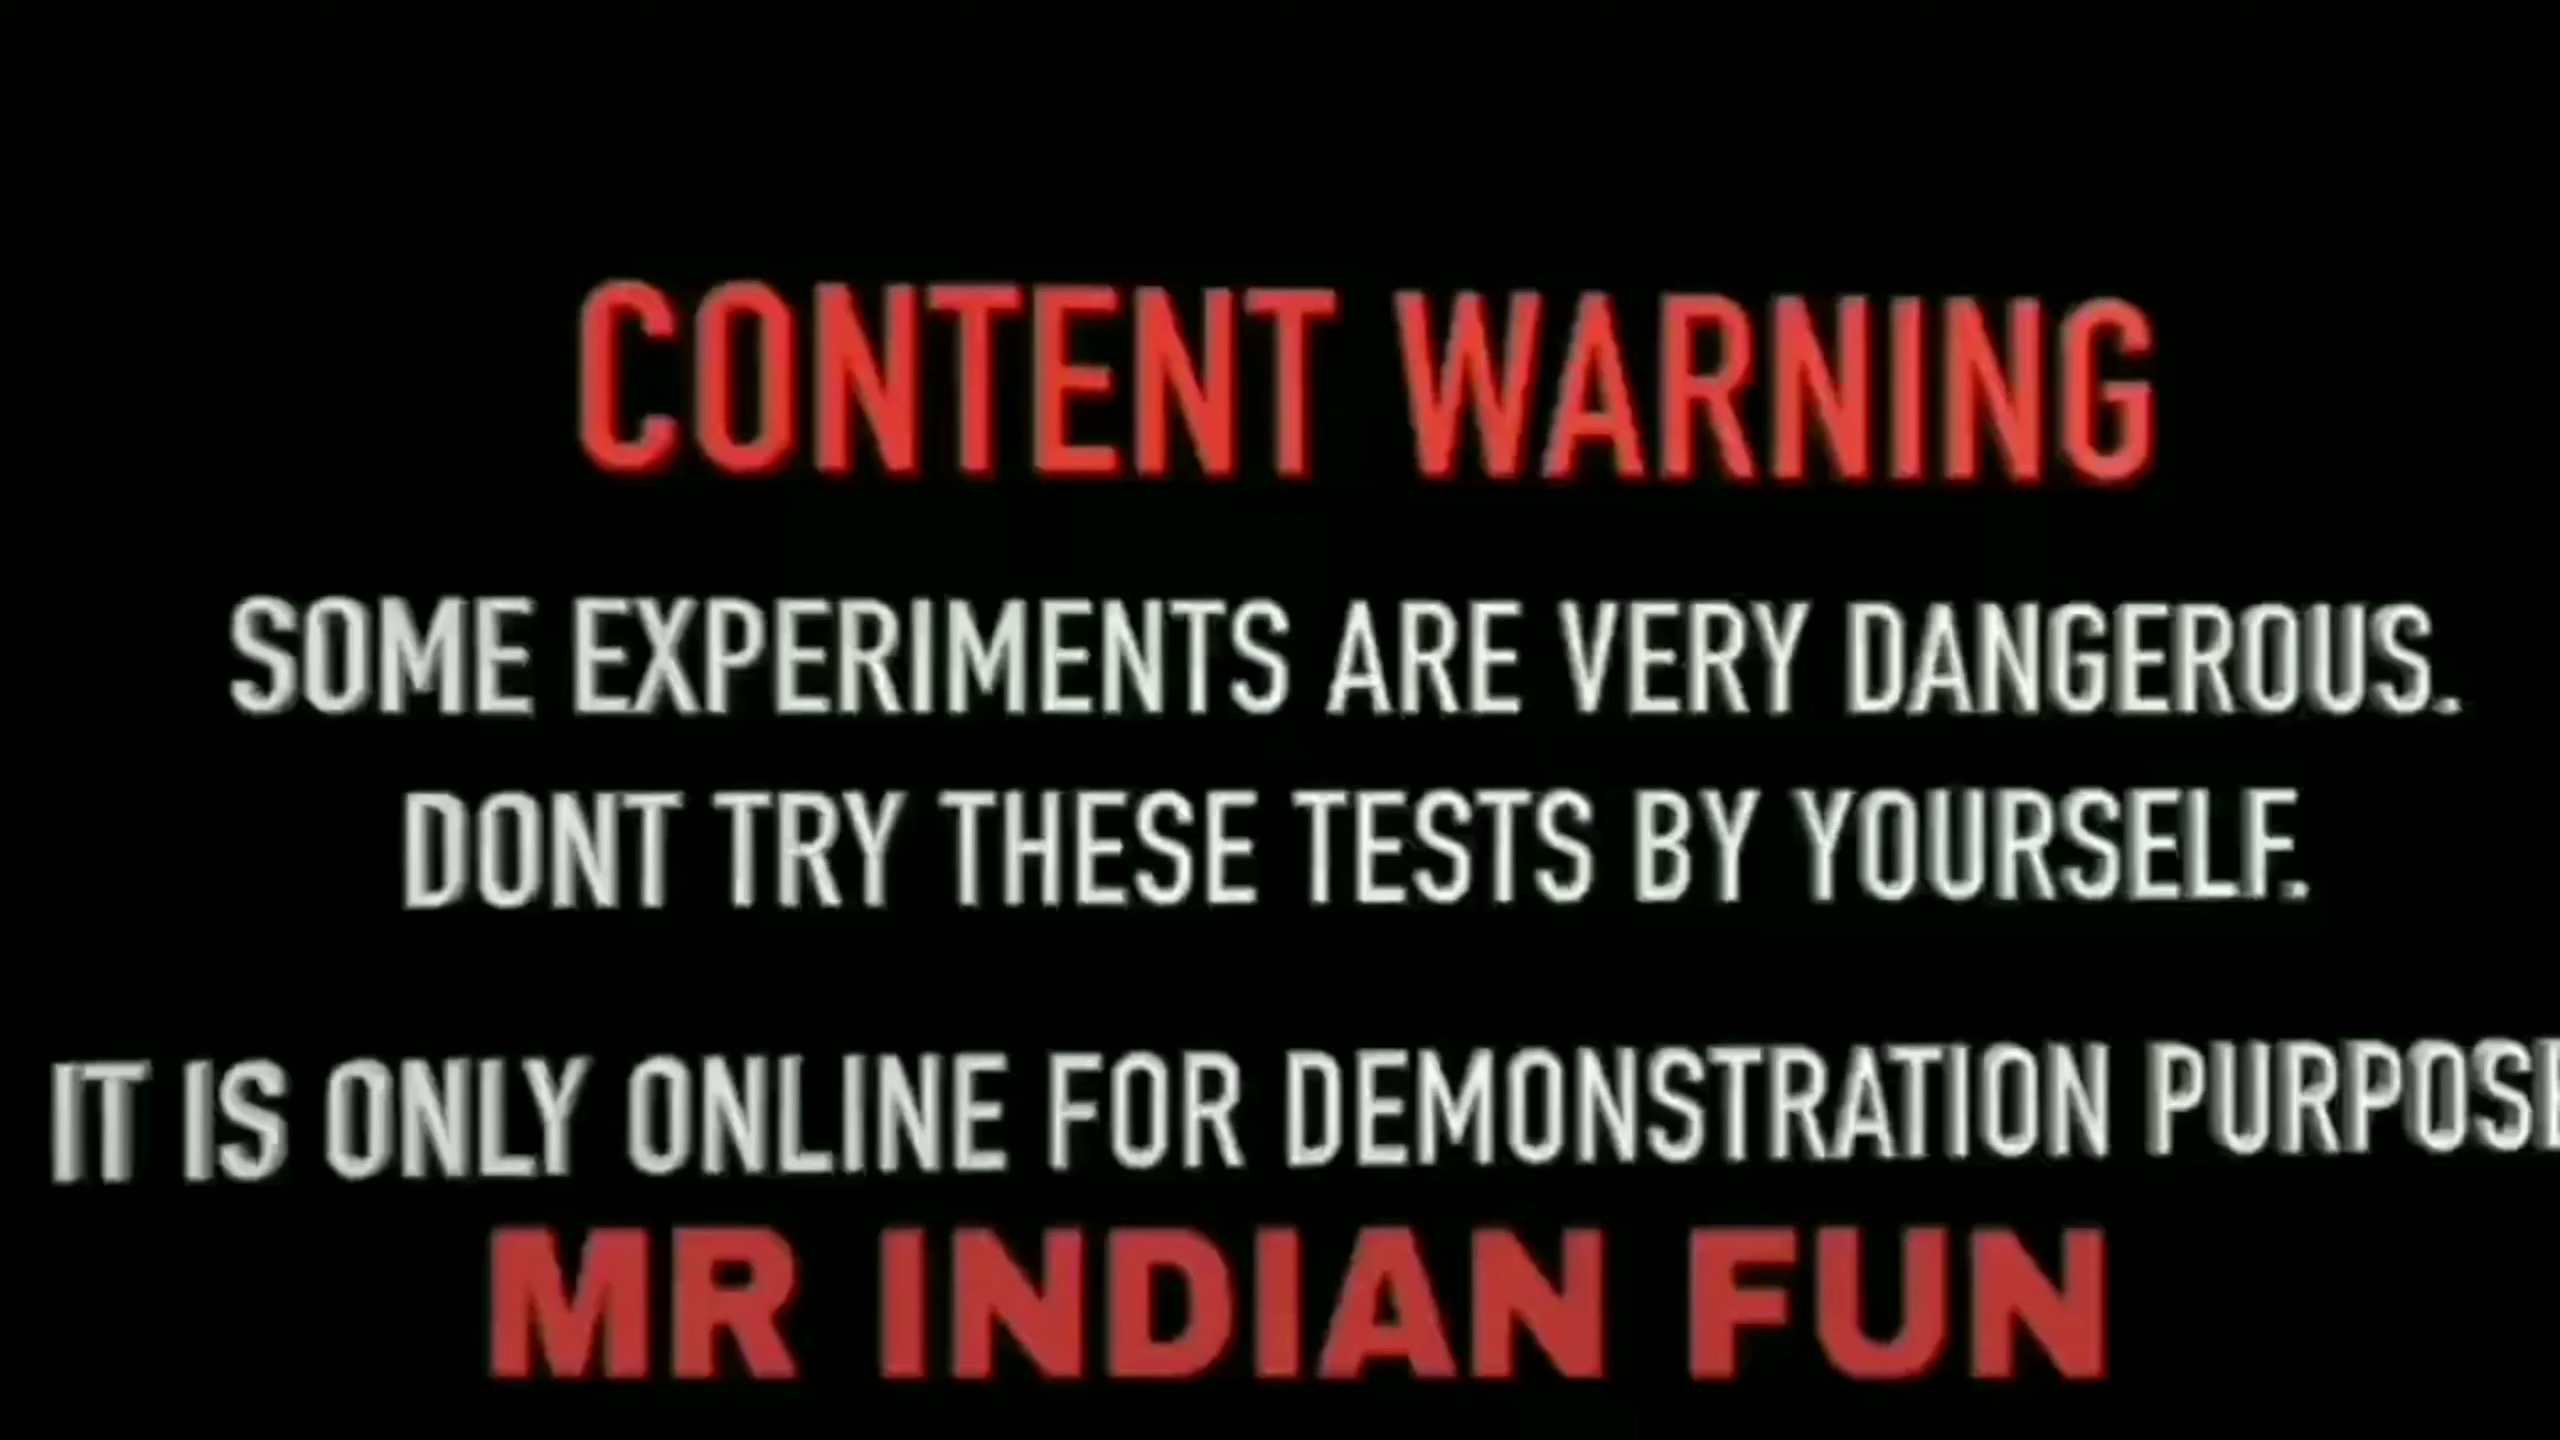 CONTENT WARNING
SOME EXPERIMENTS ARE VERY DANGEROUS.
DONT TRY THESE TESTS BY YOURSELF.
IT IS ONLY ONLINE FOR DEMONSTRATION PURPOSE
MR INDIAN FUN